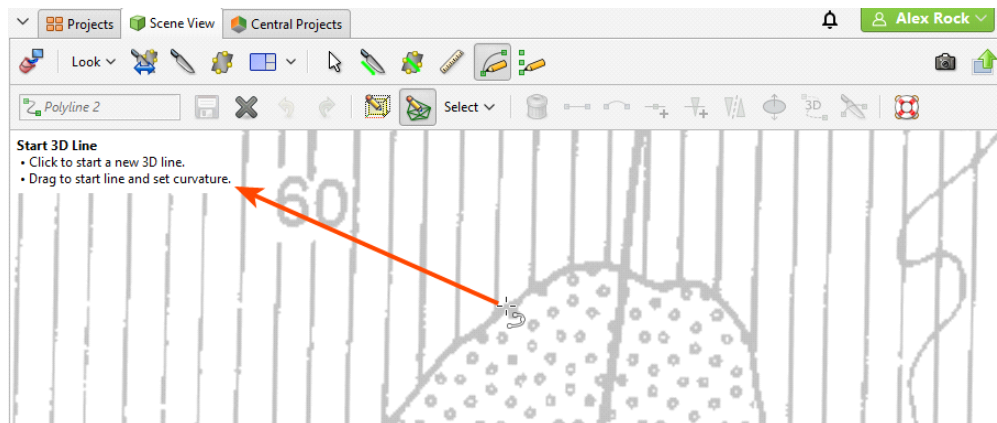 Projects Scene View Central Projects Alex Rock
Look
Polyline 2 Select 3D
Start 3D Line
• Click to start a new 3D line.
• Drag to start line and set curvature.
60